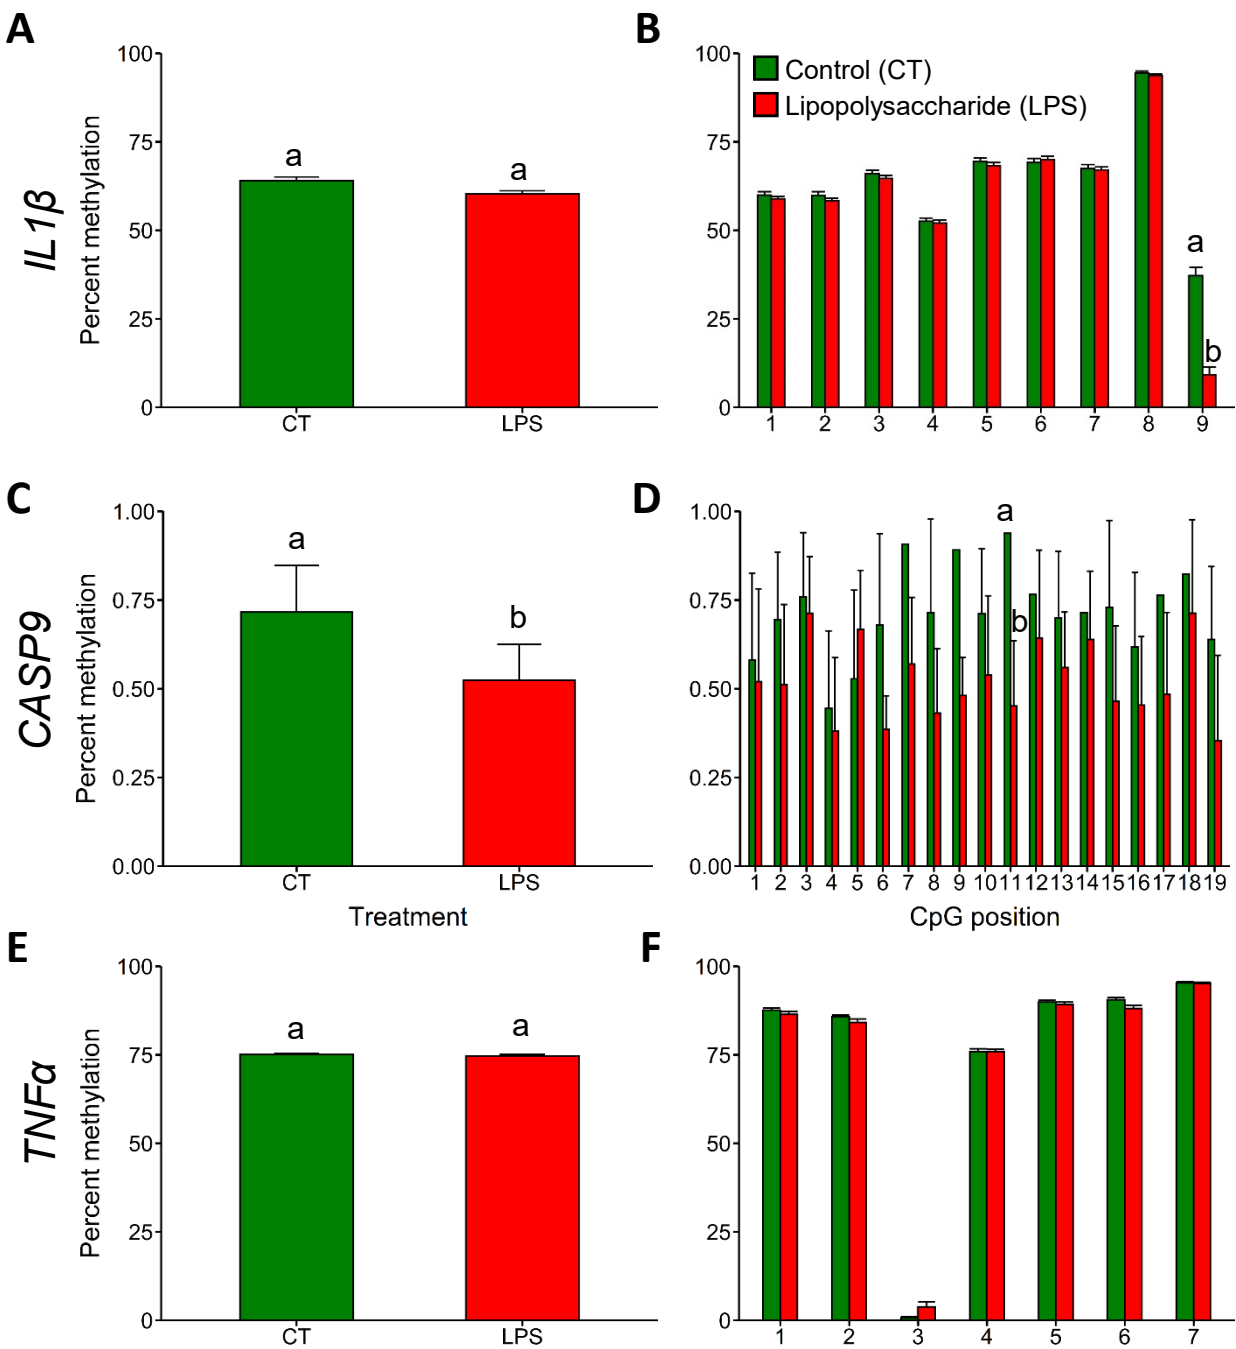 A
IL1β
Percent methylation
100
75
50
25
0
a
a
CT
LPS
B
100
75
50
25
0
Control (CT)
Lipopolysaccharide (LPS)
a
b
1 2 3 4 5 6 7 8 9
C
CASP9
Percent methylation
1.00
0.75
0.50
0.25
0.00
a
b
CT
LPS
Treatment
D
1.00
0.75
0.50
0.25
0.00
a
b
1 2 3 4 5 6 7 8 9 10 11 12 13 14 15 16 17 18 19
CpG position
E
TNFα
Percent methylation
100
75
50
25
0
a
a
CT
LPS
F
100
75
50
25
0
1 2 3 4 5 6 7